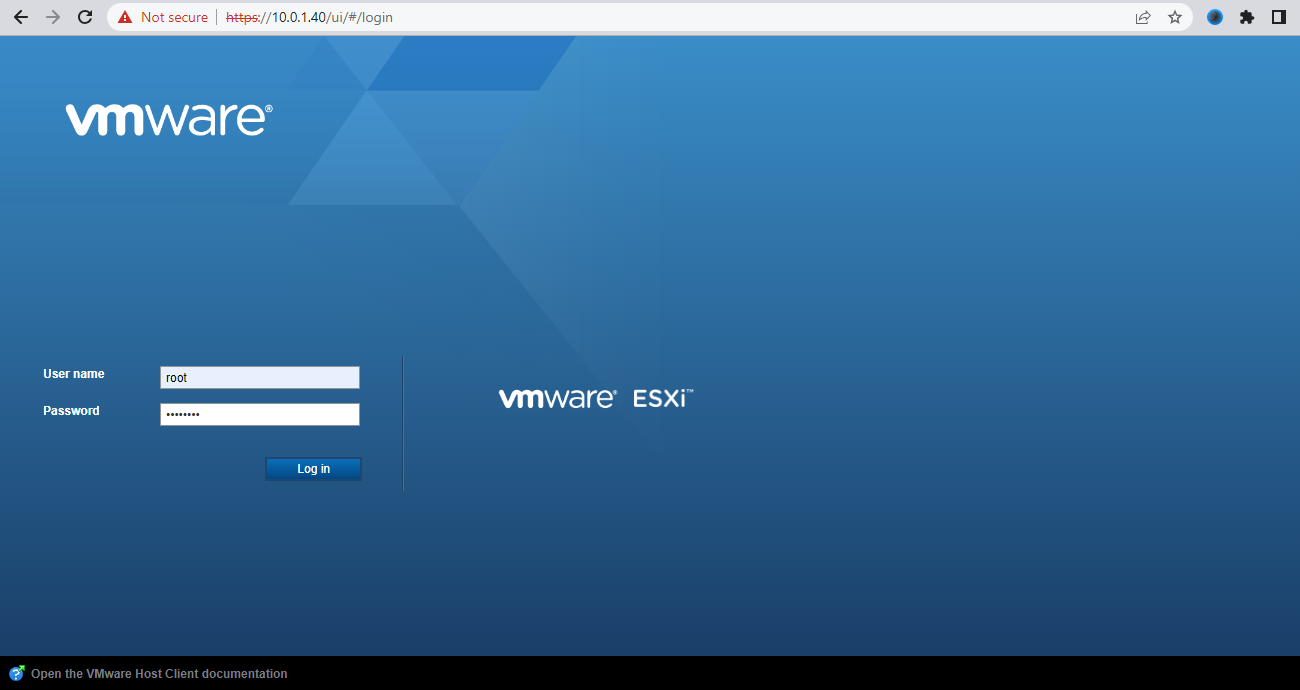 Not secure | https://10.0.1.40/ui/#/login
vmware®
User name root
Password ••••••••
Log in
vmware® ESXi™
Open the VMware Host Client documentation